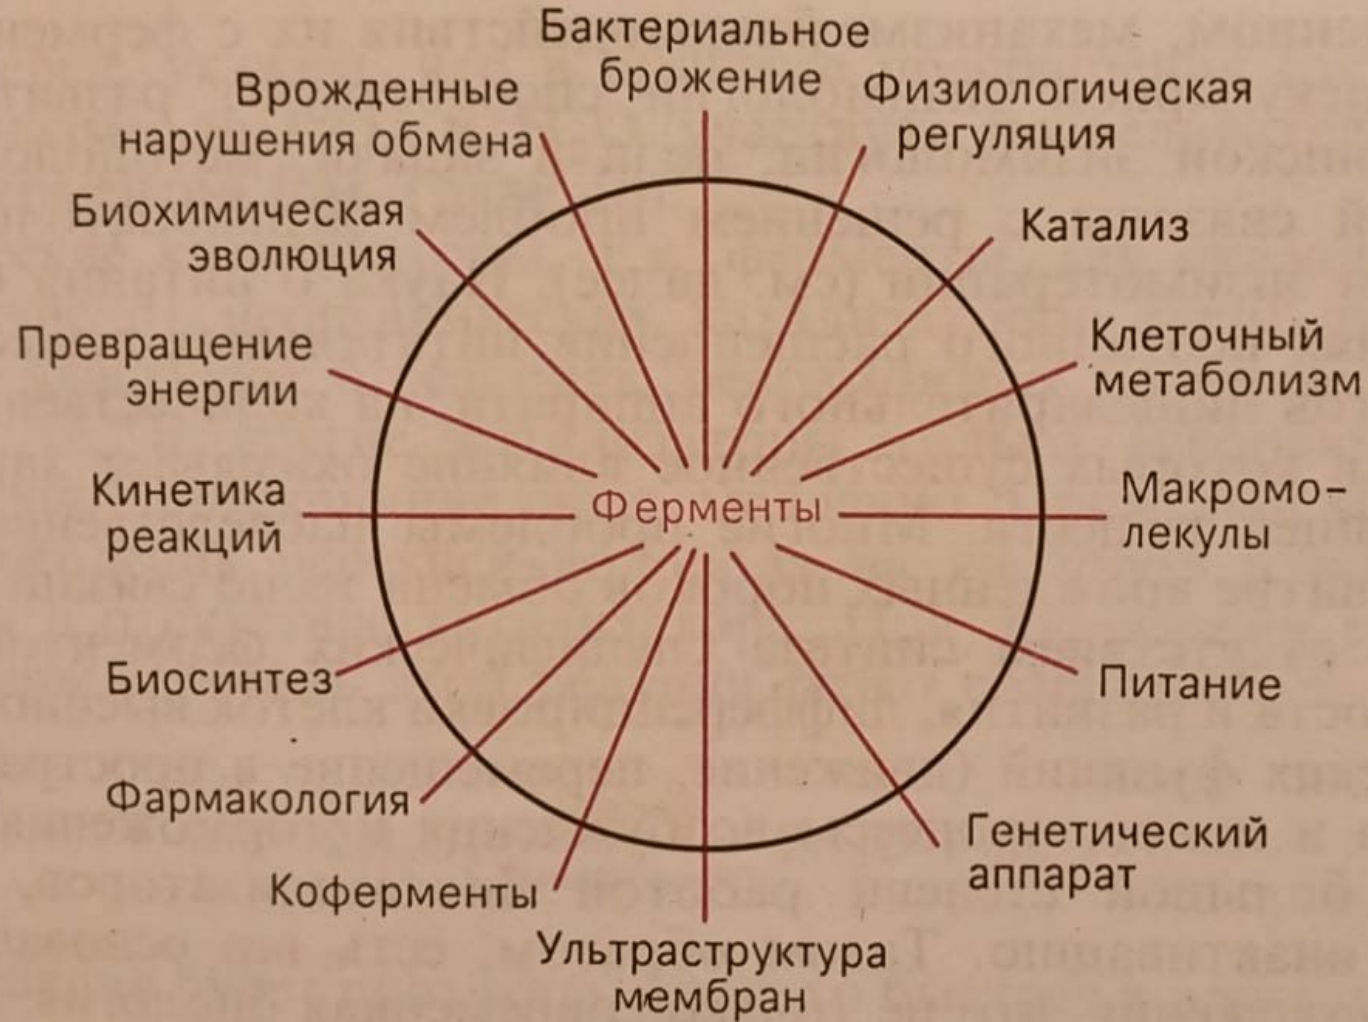 Бактериальное
брожение
Физиологическая
регуляция
Катализ
Клеточный
метаболизм
Макромо-
лекулы
Питание
Генетический
аппарат
Ультраструктура
мембран
Коферменты
Фармакология
Биосинтез
Кинетика
реакций
Превращение
энергии
Биохимическая
эволюция
Врожденные
нарушения обмена
Ферменты